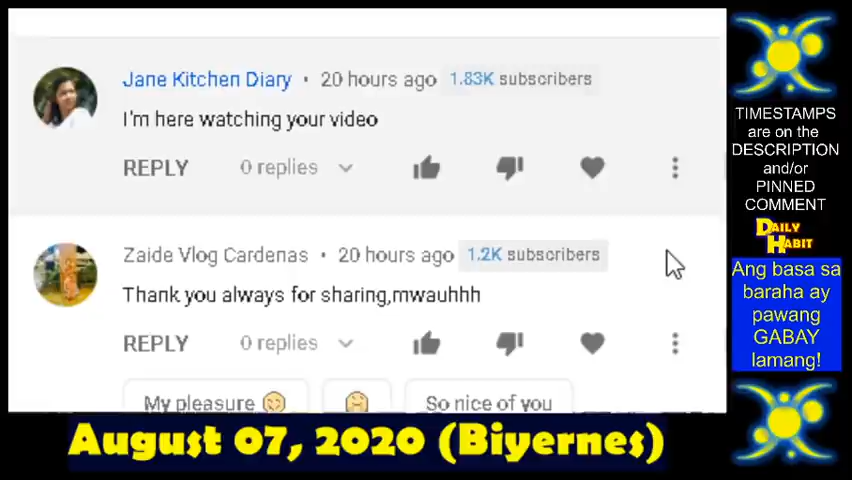 Jane Kitchen Diary • 20 hours ago 1.83K subscribers
I'm here watching your video
REPLY 0 replies
Zaide Vlog Cardenas • 20 hours ago 1.2K subscribers
Thank you always for sharing,mwauhhh
REPLY 0 replies
My pleasure 😊 🤗 So nice of you
August 07, 2020 (Biyernes)
TIMESTAMPS
are on the
DESCRIPTION
and/or
PINNED
COMMENT
DAILY
HABIT
Ang basa sa
baraha ay
pawang
GABAY
lamang!